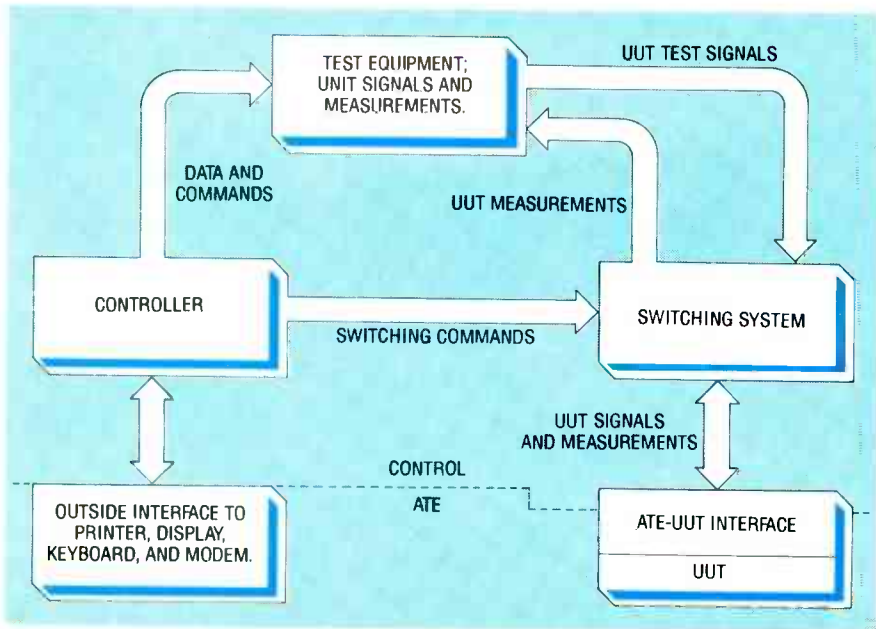 TEST EQUIPMENT;
UNIT SIGNALS AND
MEASUREMENTS.
UUT TEST SIGNALS
DATA AND
COMMANDS
UUT MEASUREMENTS
CONTROLLER
SWITCHING COMMANDS
SWITCHING SYSTEM
UUT SIGNALS
AND MEASUREMENTS
CONTROL
ATE
OUTSIDE INTERFACE TO
PRINTER, DISPLAY,
KEYBOARD, AND MODEM.
ATE-UUT INTERFACE
UUT